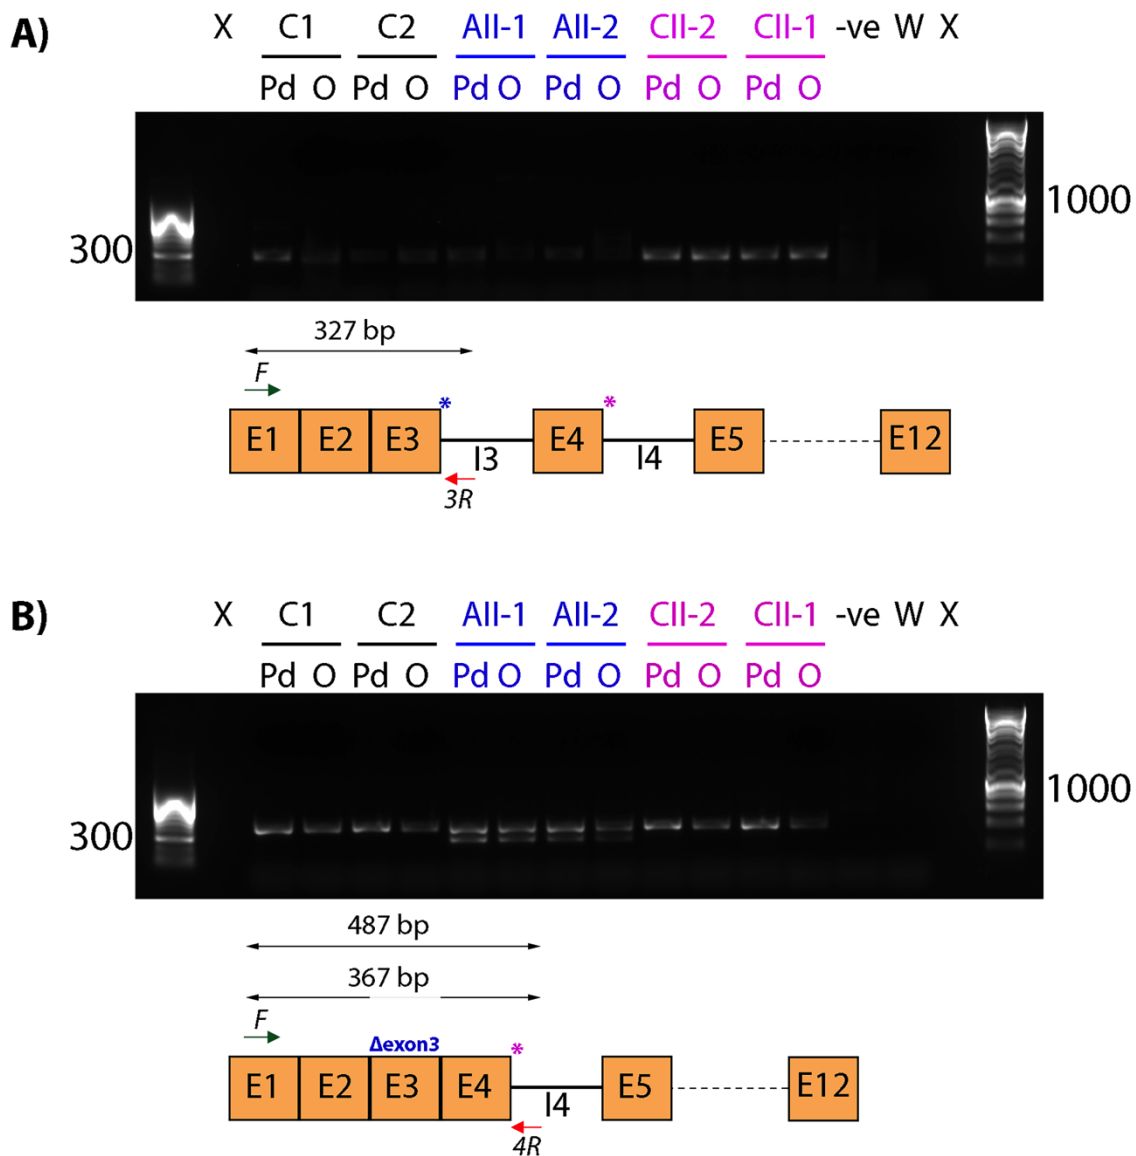 A)
X C1 C2 AII-1 AII-2 CII-2 CII-1 -ve W X
Pd O Pd O Pd O Pd O Pd O Pd O
300 1000
327 bp
F
* *
E1 E2 E3 I3 E4 I4 E5 E12
3R
B)
X C1 C2 AII-1 AII-2 CII-2 CII-1 -ve W X
Pd O Pd O Pd O Pd O Pd O Pd O
300 1000
487 bp
367 bp
F
Δexon3 *
E1 E2 E3 E4 I4 E5 E12
4R